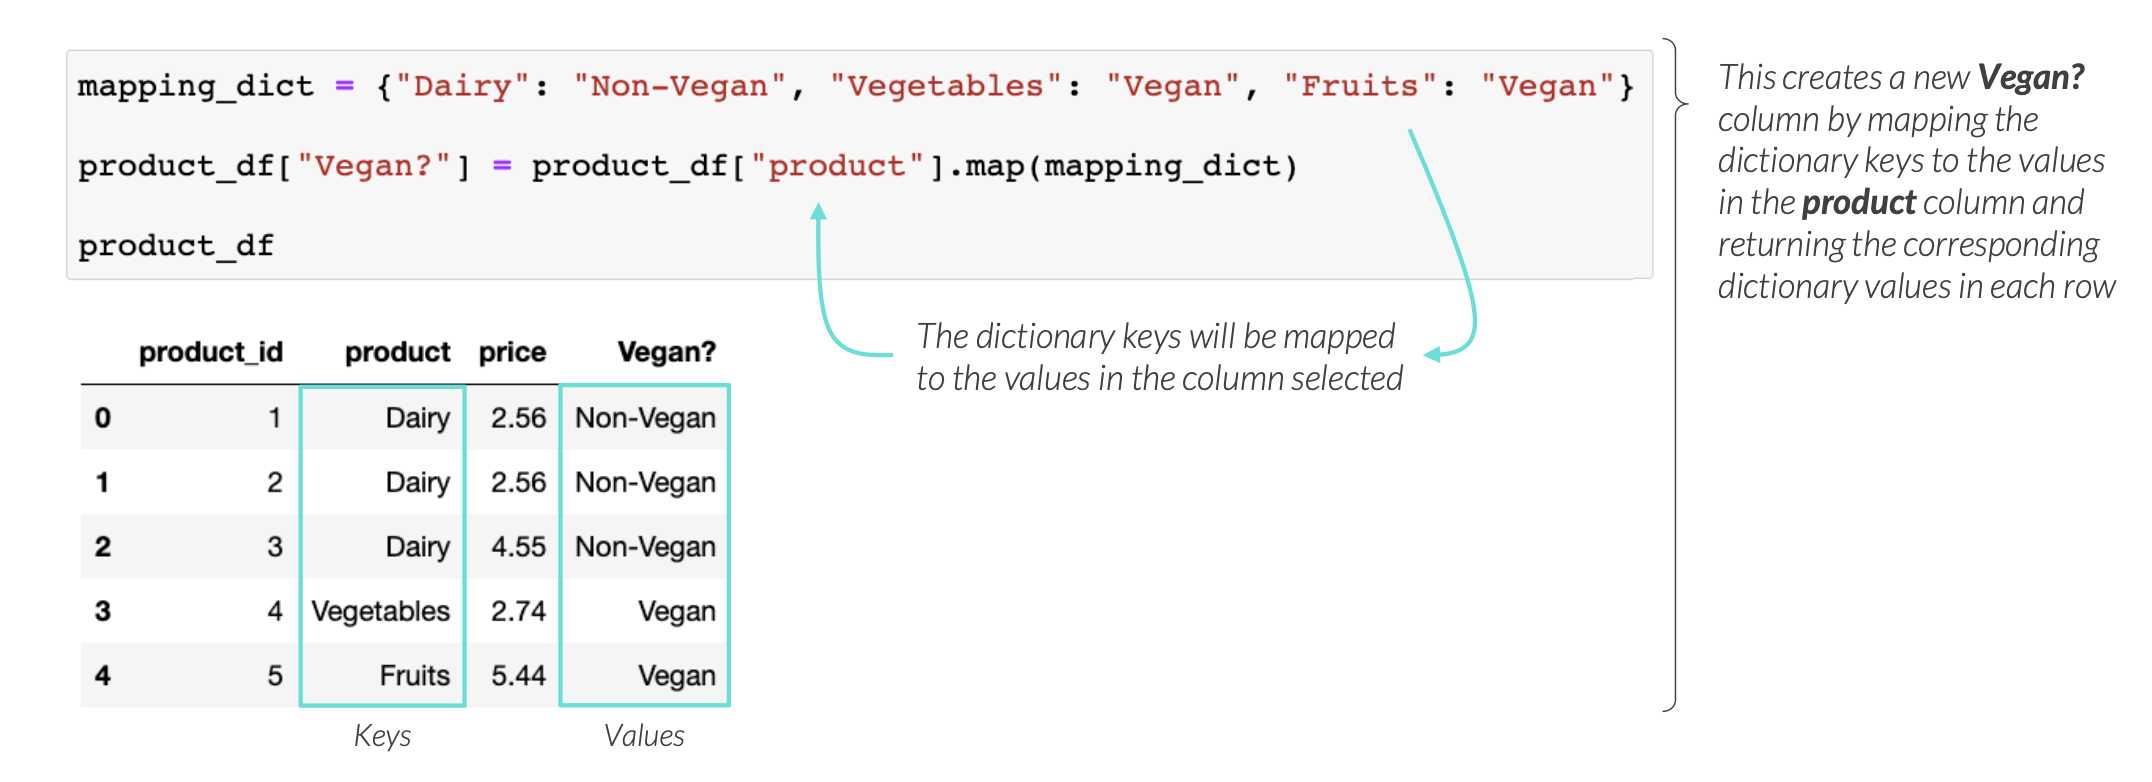 mapping_dict = {"Dairy": "Non-Vegan", "Vegetables": "Vegan", "Fruits": "Vegan"}
product_df["Vegan?"] = product_df["product"].map(mapping_dict)
product_df
This creates a new Vegan?
column by mapping the
dictionary keys to the values
in the product column and
returning the corresponding
dictionary values in each row
The dictionary keys will be mapped
to the values in the column selected
product_id product price Vegan?
0 1 Dairy 2.56 Non-Vegan
1 2 Dairy 2.56 Non-Vegan
2 3 Dairy 4.55 Non-Vegan
3 4 Vegetables 2.74 Vegan
4 5 Fruits 5.44 Vegan
Keys Values